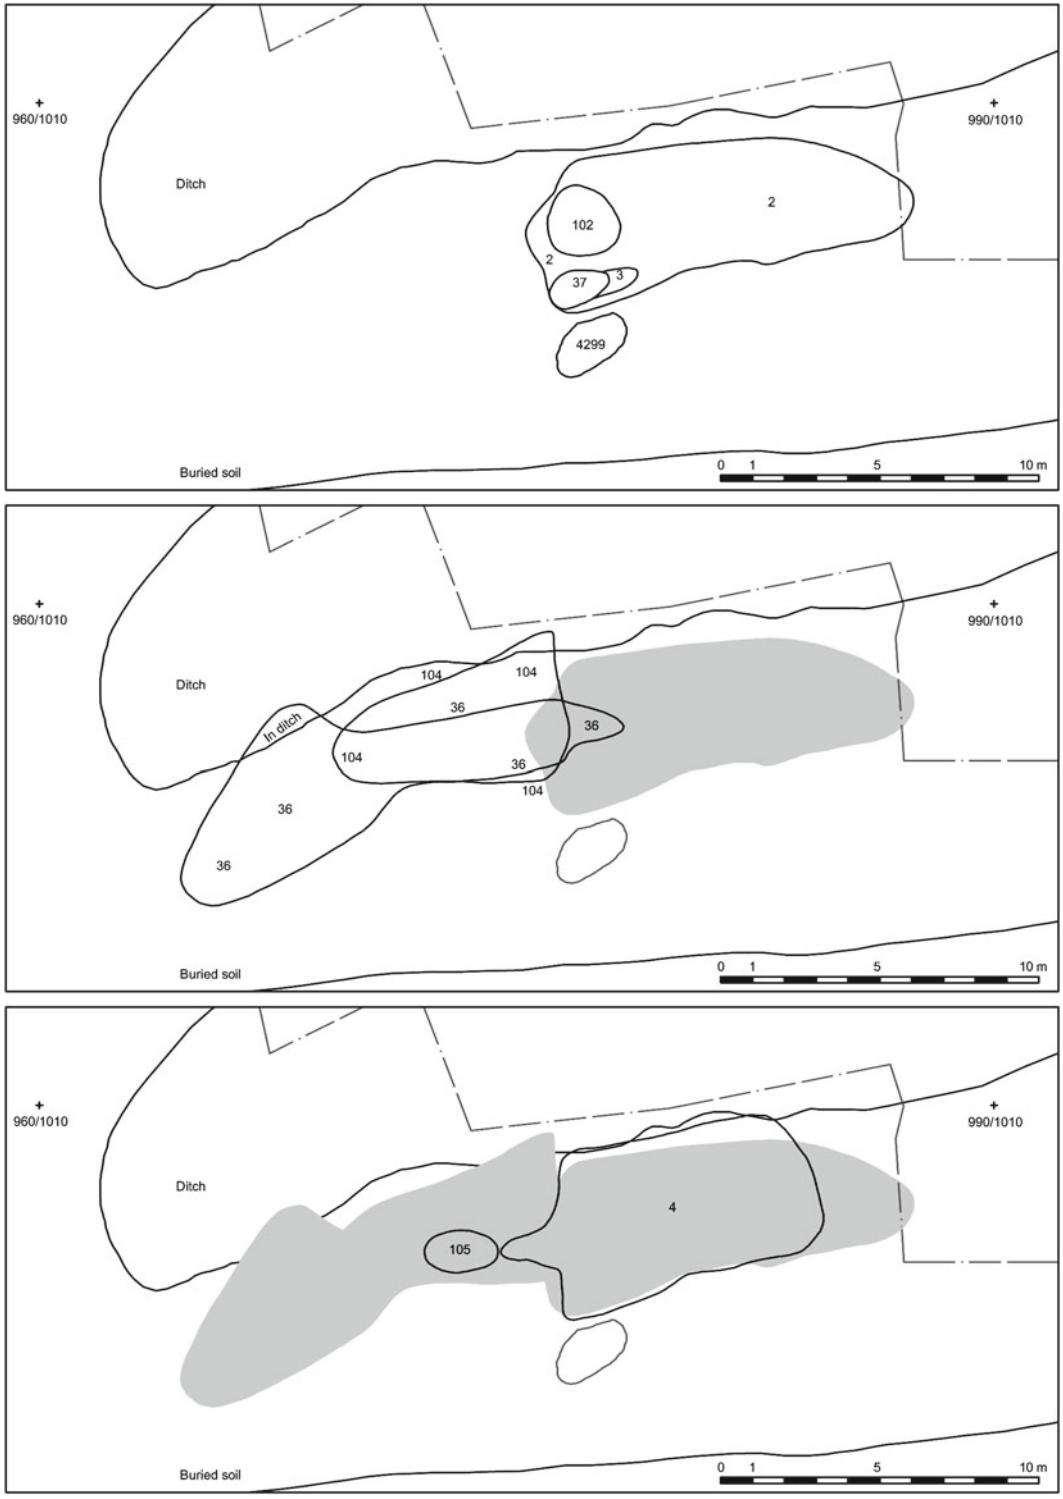 + +
960/1010 990/1010
Ditch
2
102
2
3
37
4299
Buried soil
0 1 5 10 m
+ +
960/1010 990/1010
104 104
Ditch
36
In ditch 36
104 36
104
36
36
Buried soil
0 1 5 10 m
+ +
960/1010 990/1010
Ditch
4
105
Buried soil
0 1 5 10 m